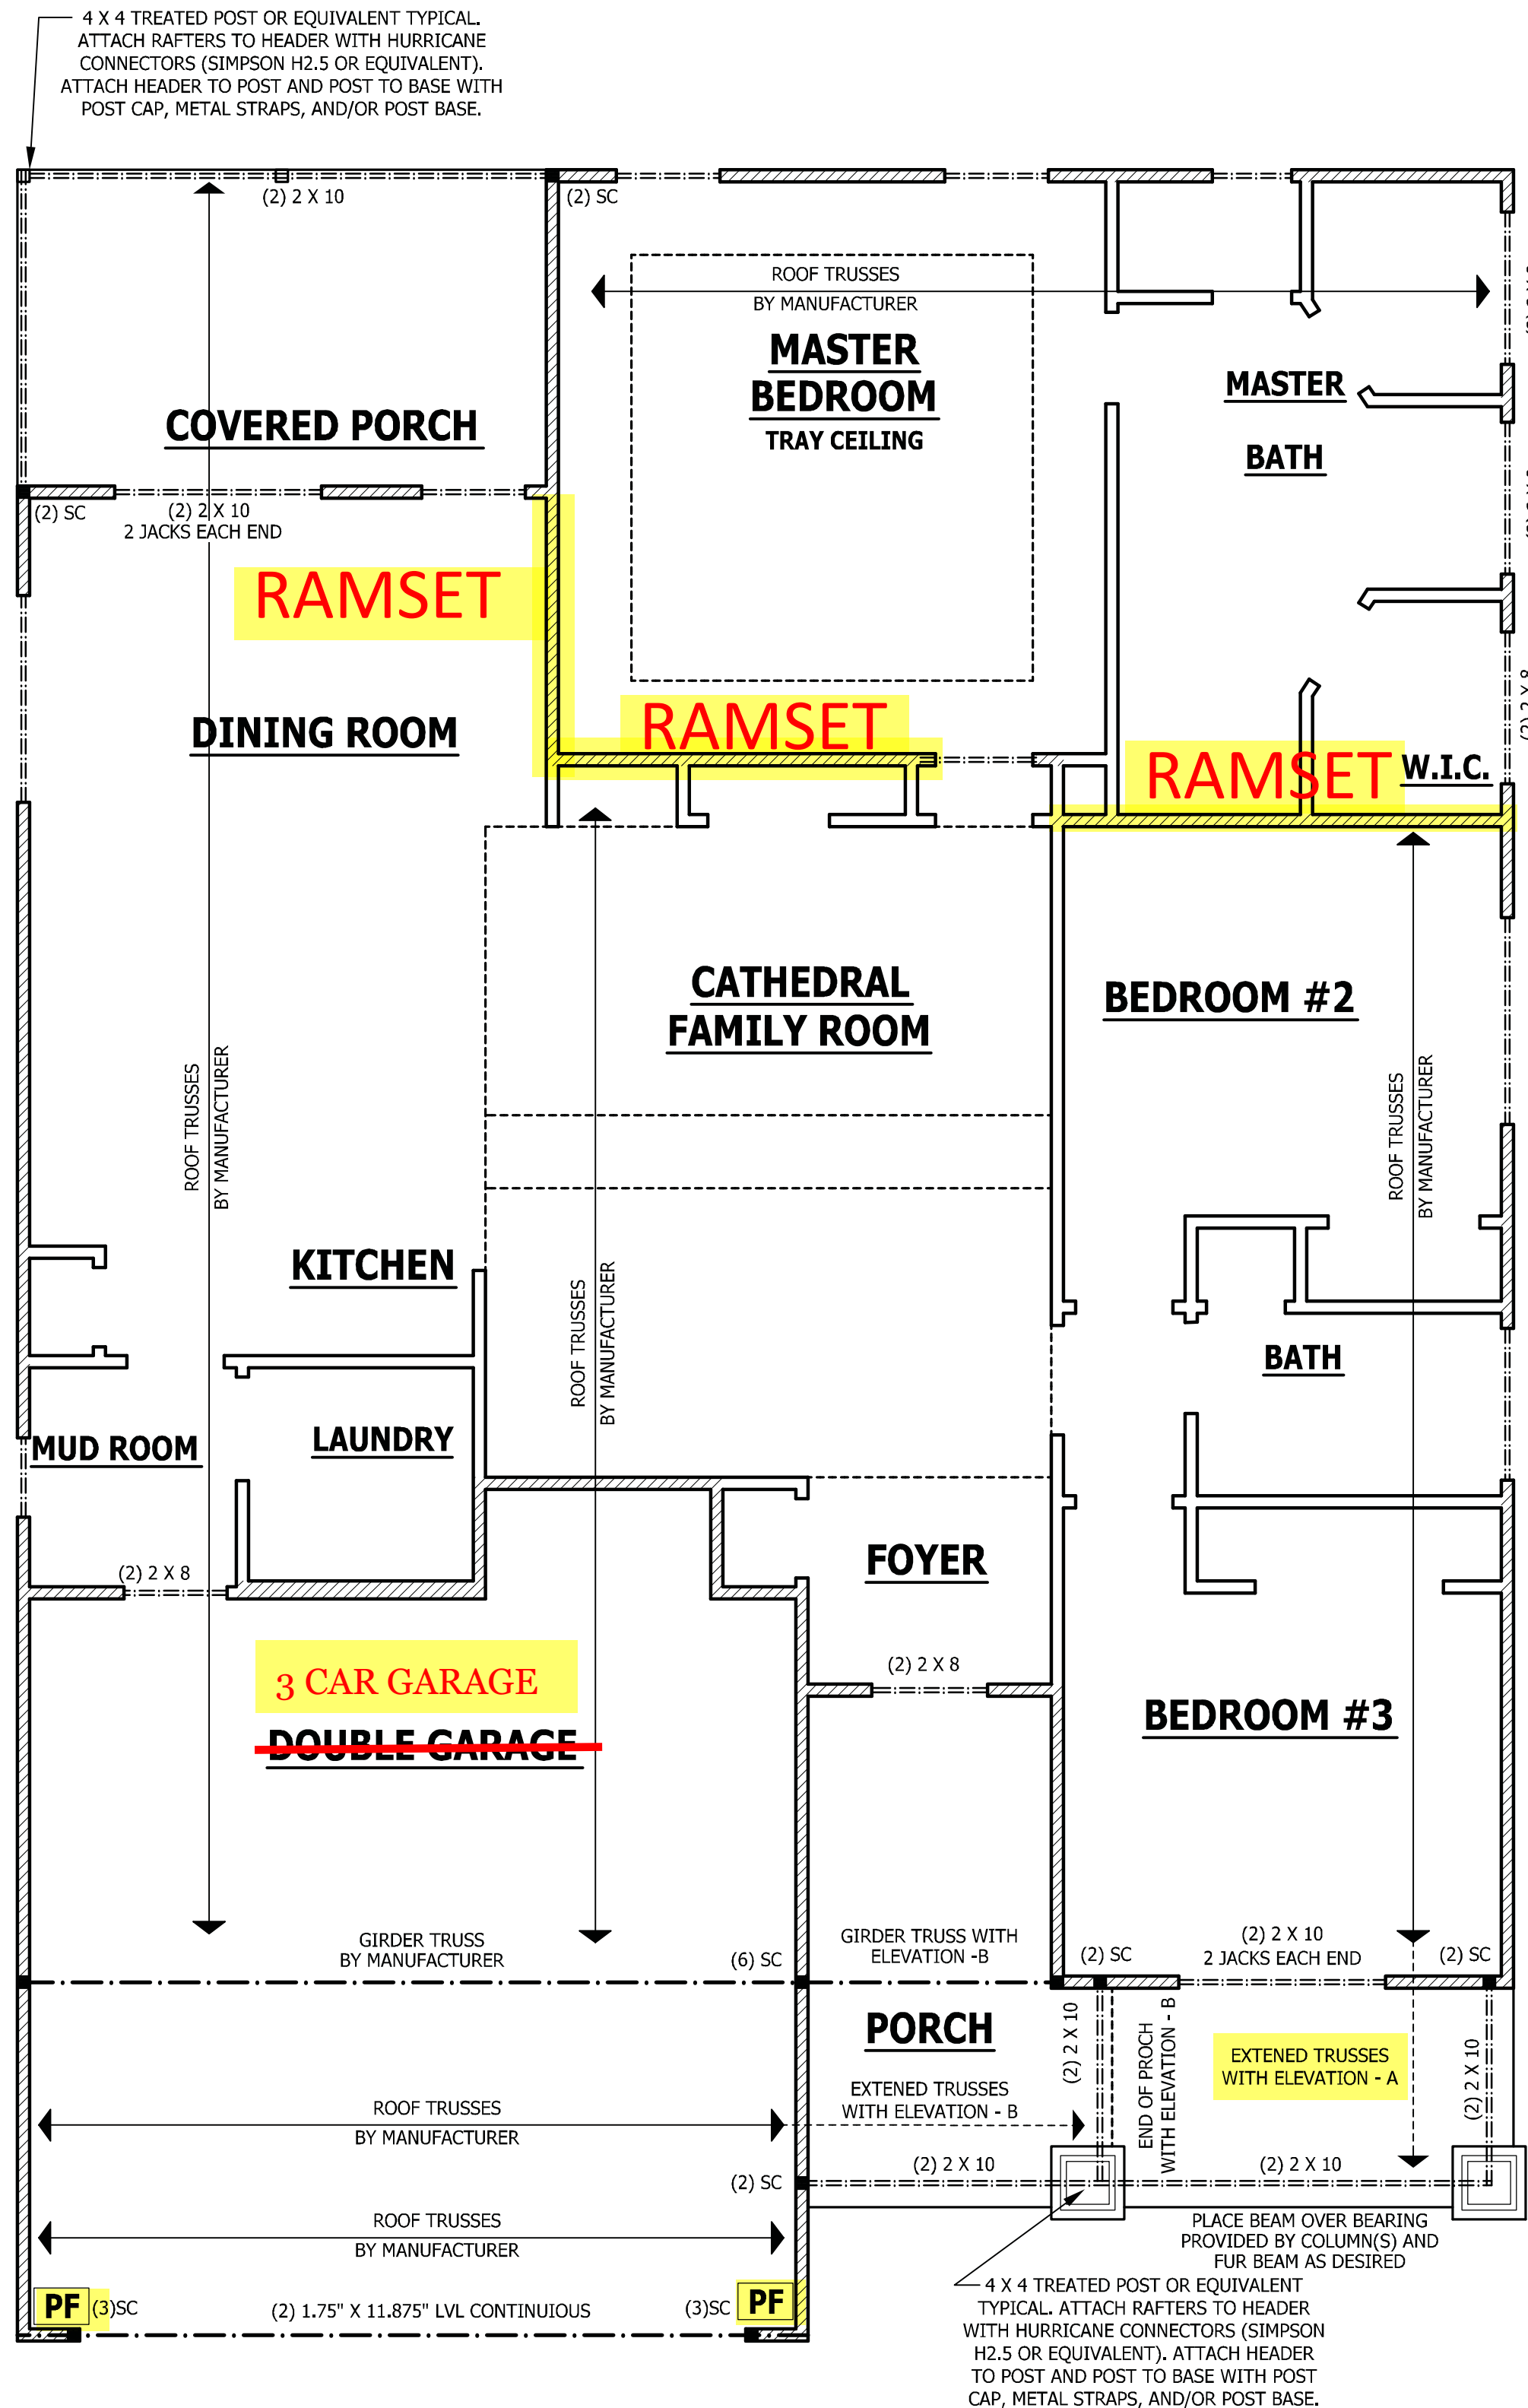 4 X 4 TREATED POST OR EQUIVALENT TYPICAL.
ATTACH RAFTERS TO HEADER WITH HURRICANE
CONNECTORS (SIMPSON H2.5 OR EQUIVALENT).
ATTACH HEADER TO POST AND POST TO BASE WITH
POST CAP, METAL STRAPS, AND/OR POST BASE.
(2) 2 X 10
(2) SC
ROOF TRUSSES
BY MANUFACTURER
MASTER
BEDROOM
TRAY CEILING
MASTER
BATH
COVERED PORCH
(2) SC
(2) 2 X 10
2 JACKS EACH END
RAMSET
RAMSET
RAMSET
W.I.C.
(2) 2 X 8
DINING ROOM
CATHEDRAL
FAMILY ROOM
BEDROOM #2
ROOF TRUSSES
BY MANUFACTURER
ROOF TRUSSES
BY MANUFACTURER
ROOF TRUSSES
BY MANUFACTURER
KITCHEN
BATH
MUD ROOM
LAUNDRY
FOYER
(2) 2 X 8
(2) 2 X 8
3 CAR GARAGE
DOUBLE GARAGE
BEDROOM #3
GIRDER TRUSS
BY MANUFACTURER
(6) SC
GIRDER TRUSS WITH
ELEVATION -B
(2) SC
(2) 2 X 10
2 JACKS EACH END
(2) SC
PORCH
(2) 2 X 10
END OF PROCH
WITH ELEVATION - B
EXTENED TRUSSES
WITH ELEVATION - A
(2) 2 X 10
ROOF TRUSSES
BY MANUFACTURER
EXTENED TRUSSES
WITH ELEVATION - B
(2) SC
(2) 2 X 10
(2) 2 X 10
ROOF TRUSSES
BY MANUFACTURER
PLACE BEAM OVER BEARING
PROVIDED BY COLUMN(S) AND
FUR BEAM AS DESIRED
PF (3)SC
(2) 1.75" X 11.875" LVL CONTINUIOUS
(3)SC PF
4 X 4 TREATED POST OR EQUIVALENT
TYPICAL. ATTACH RAFTERS TO HEADER
WITH HURRICANE CONNECTORS (SIMPSON
H2.5 OR EQUIVALENT). ATTACH HEADER
TO POST AND POST TO BASE WITH POST
CAP, METAL STRAPS, AND/OR POST BASE.